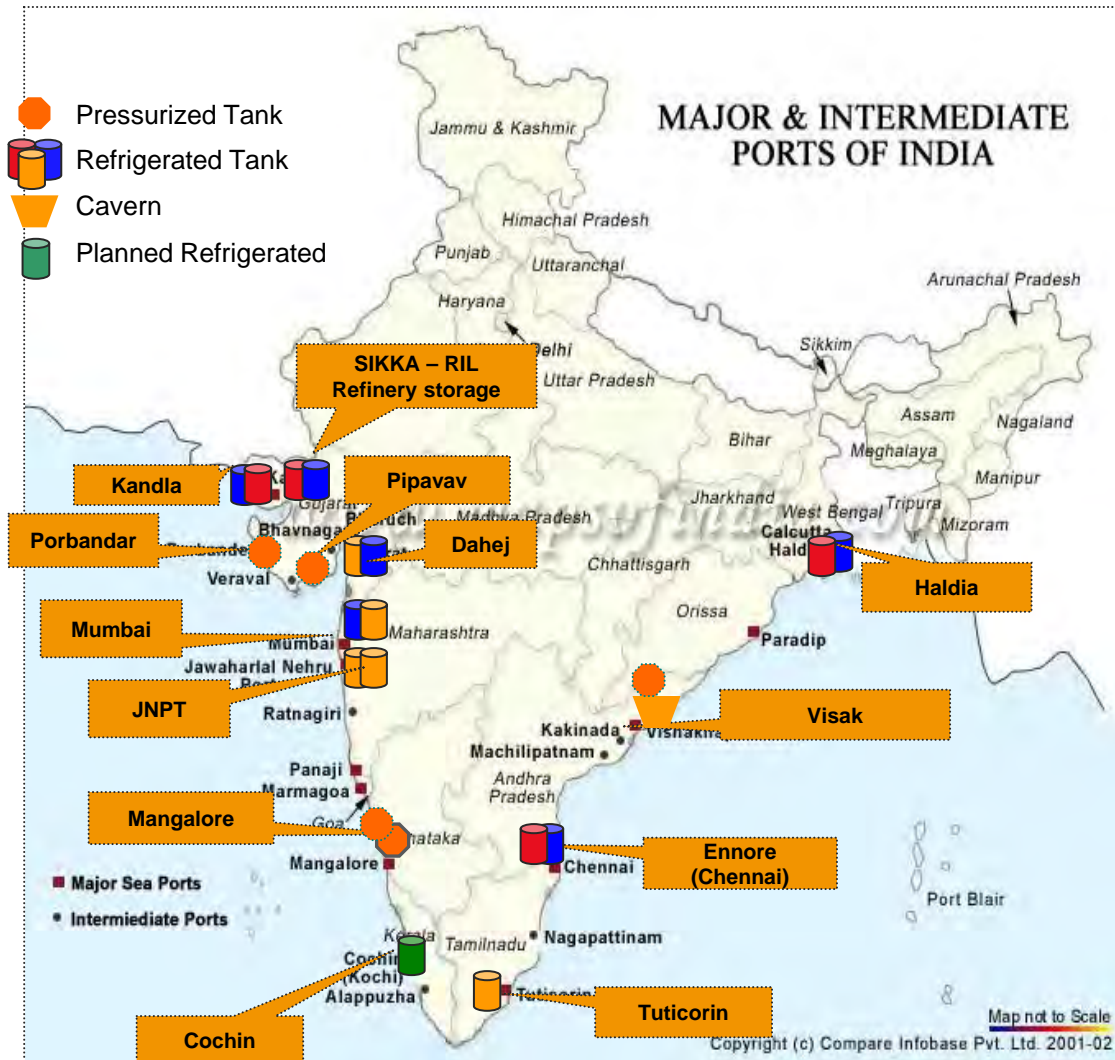 MAJOR & INTERMEDIATE
PORTS OF INDIA
Pressurized Tank
Refrigerated Tank
Cavern
Planned Refrigerated
Jammu & Kashmir
Himachal Pradesh
Punjab
Uttaranchal
Haryana
Arunachal Pradesh
Sikkim
SIKKA – RIL
Refinery storage
Uttar Pradesh
Assam
Nagaland
Bihar
Meghalaya
Manipur
Kandla
Pipavav
Jharkhand
West Bengal
Tripura
Mizoram
Madhya Pradesh
Calcutta
Porbandar
Dahej
Chhattisgarh
Veraval
Haldia
Orissa
Mumbai
Maharashtra
Mumbai
Paradip
Jawaharlal Nehru
JNPT
Ratnagiri
Visak
Kakinada
Machilipatnam
Panaji
Marmagoa
Andhra
Pradesh
Mangalore
Goa
Mangalore
Ennore
(Chennai)
Chennai
Major Sea Ports
Port Blair
Intermiediate Ports
Kerala
Tamilnadu
Nagapattinam
(Kochi)
Alappuzha
Tuticorin
Tuticorin
Cochin
Map not to Scale
Copyright (c) Compare Infobase Pvt. Ltd. 2001-02